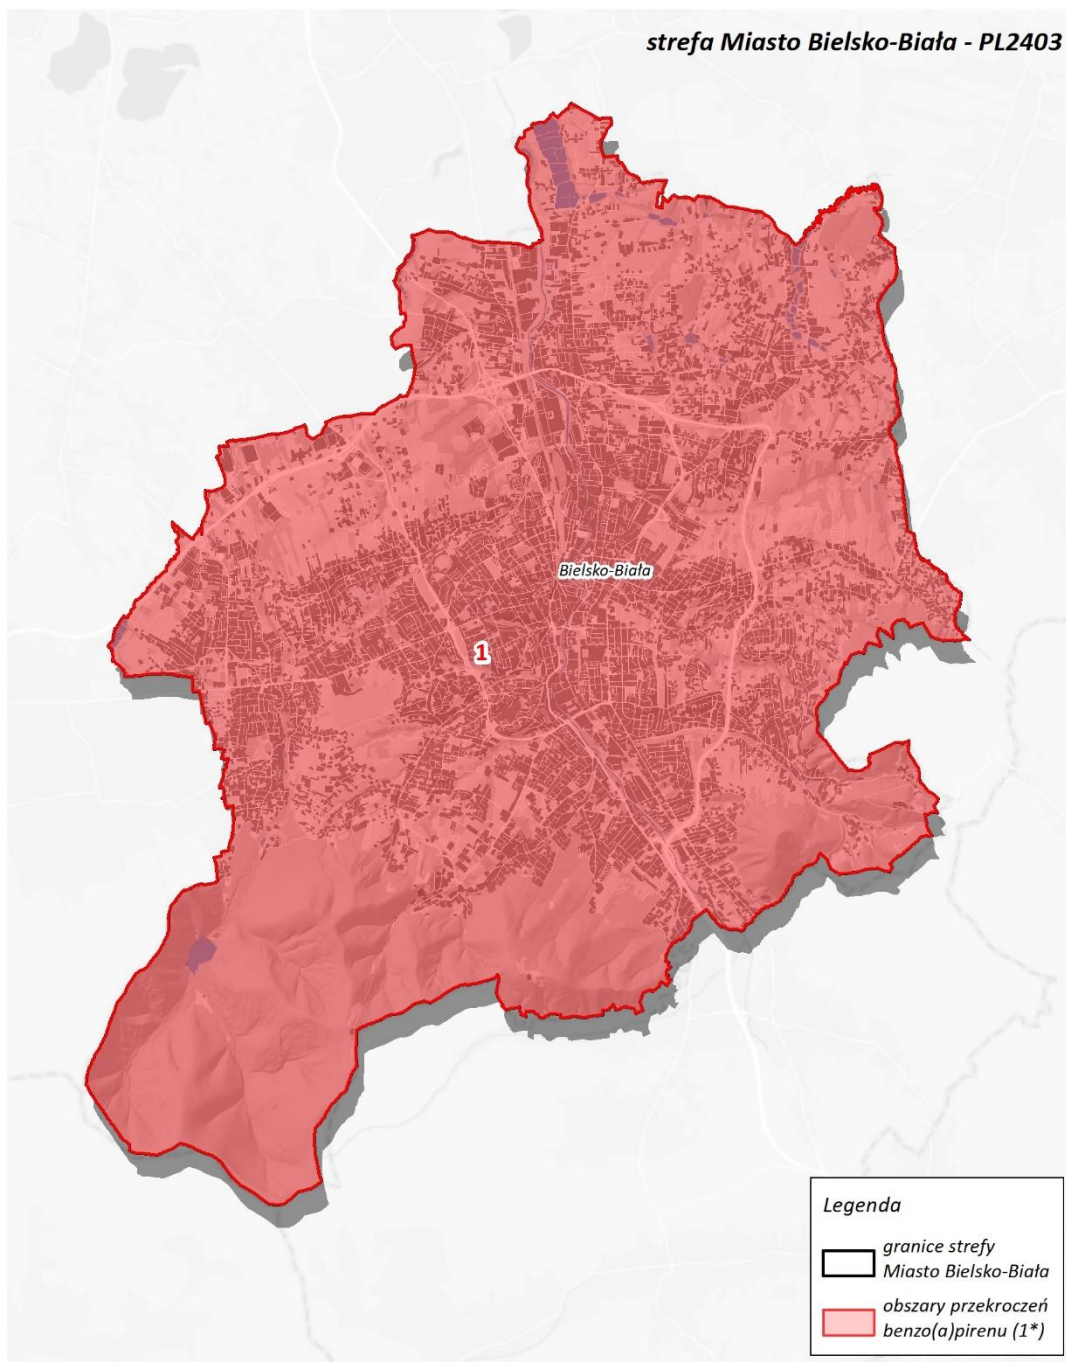 strefa Miasto Bielsko-Biała - PL2403
Bielsko-Biała
1
Legenda
granice strefy
Miasto Bielsko-Biała
obszary przekroczeń
benzo(a)pirenu (1*)